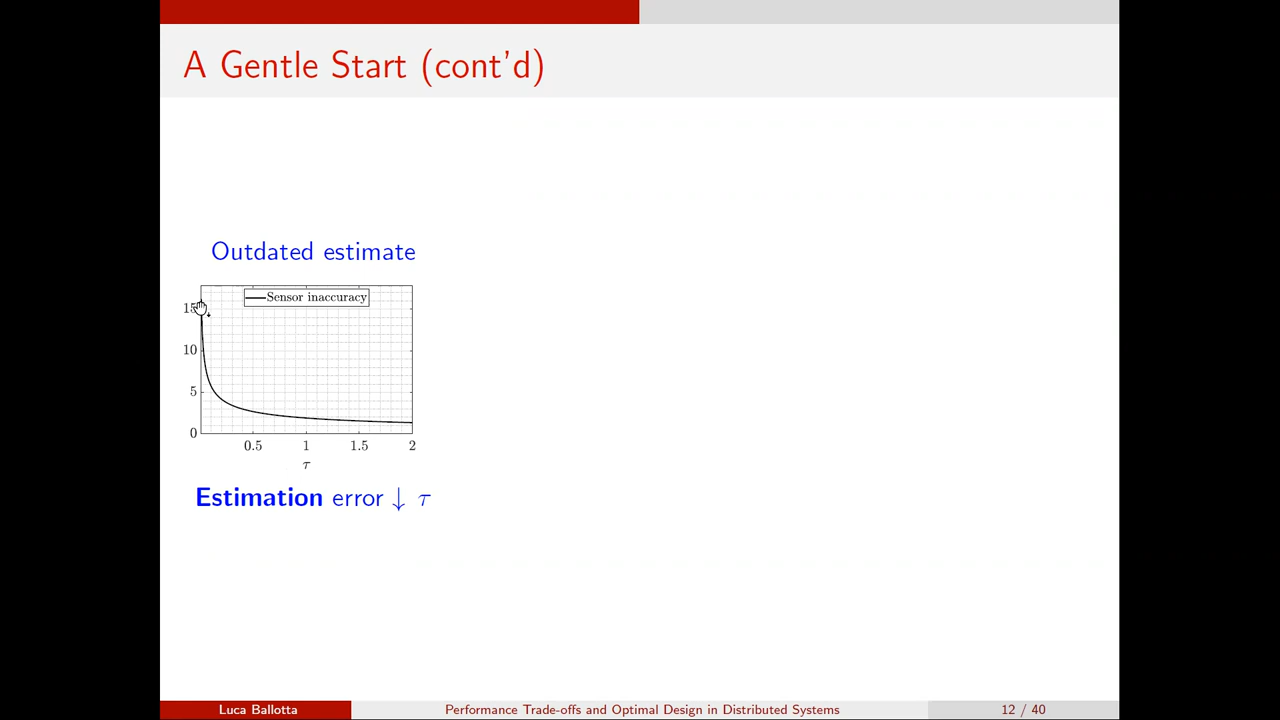 A Gentle Start (cont'd)
Outdated estimate
Sensor inaccuracy
15
10
5
0
0.5 1 1.5 2
τ
Estimation error ↓ τ
Luca Ballotta Performance Trade-offs and Optimal Design in Distributed Systems 12 / 40